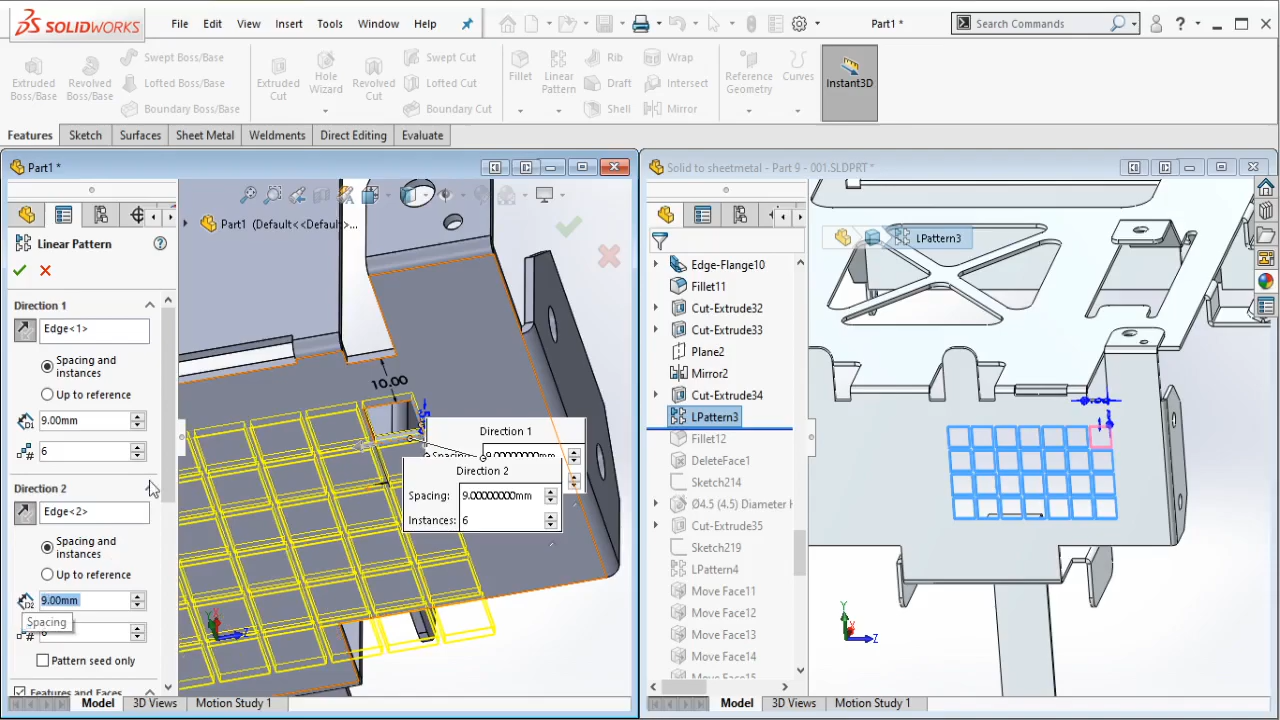 SOLIDWORKS
File Edit View Insert Tools Window Help
Part1 *
Search Commands
?
Extruded Boss/Base
Revolved Boss/Base
Swept Boss/Base
Lofted Boss/Base
Boundary Boss/Base
Extruded Cut
Hole Wizard
Revolved Cut
Swept Cut
Lofted Cut
Boundary Cut
Fillet
Linear Pattern
Rib
Draft
Shell
Wrap
Intersect
Mirror
Reference Geometry
Curves
Instant3D
Features Sketch Surfaces Sheet Metal Weldments Direct Editing Evaluate
Part1 *
Part1 (Default<<Default>...
Linear Pattern
?
Direction 1
Edge<1>
Spacing and instances
Up to reference
9.00mm
6
Direction 2
Edge<2>
Spacing and instances
Up to reference
9.00mm
Spacing
Pattern seed only
Features and Faces
10.00
Direction 1
Direction 2
Spacing: 9.00000000mm
Instances: 6
Y
Z
Model 3D Views Motion Study 1
Solid to sheetmetal - Part 9 - 001.SLDPRT *
LPattern3
Edge-Flange10
Fillet11
Cut-Extrude32
Cut-Extrude33
Plane2
Mirror2
Cut-Extrude34
LPattern3
Fillet12
DeleteFace1
Sketch214
Ø4.5 (4.5) Diameter
Cut-Extrude35
Sketch219
LPattern4
Move Face11
Move Face12
Move Face13
Move Face14
Move Face15
Y
Z
Model 3D Views Motion Study 1